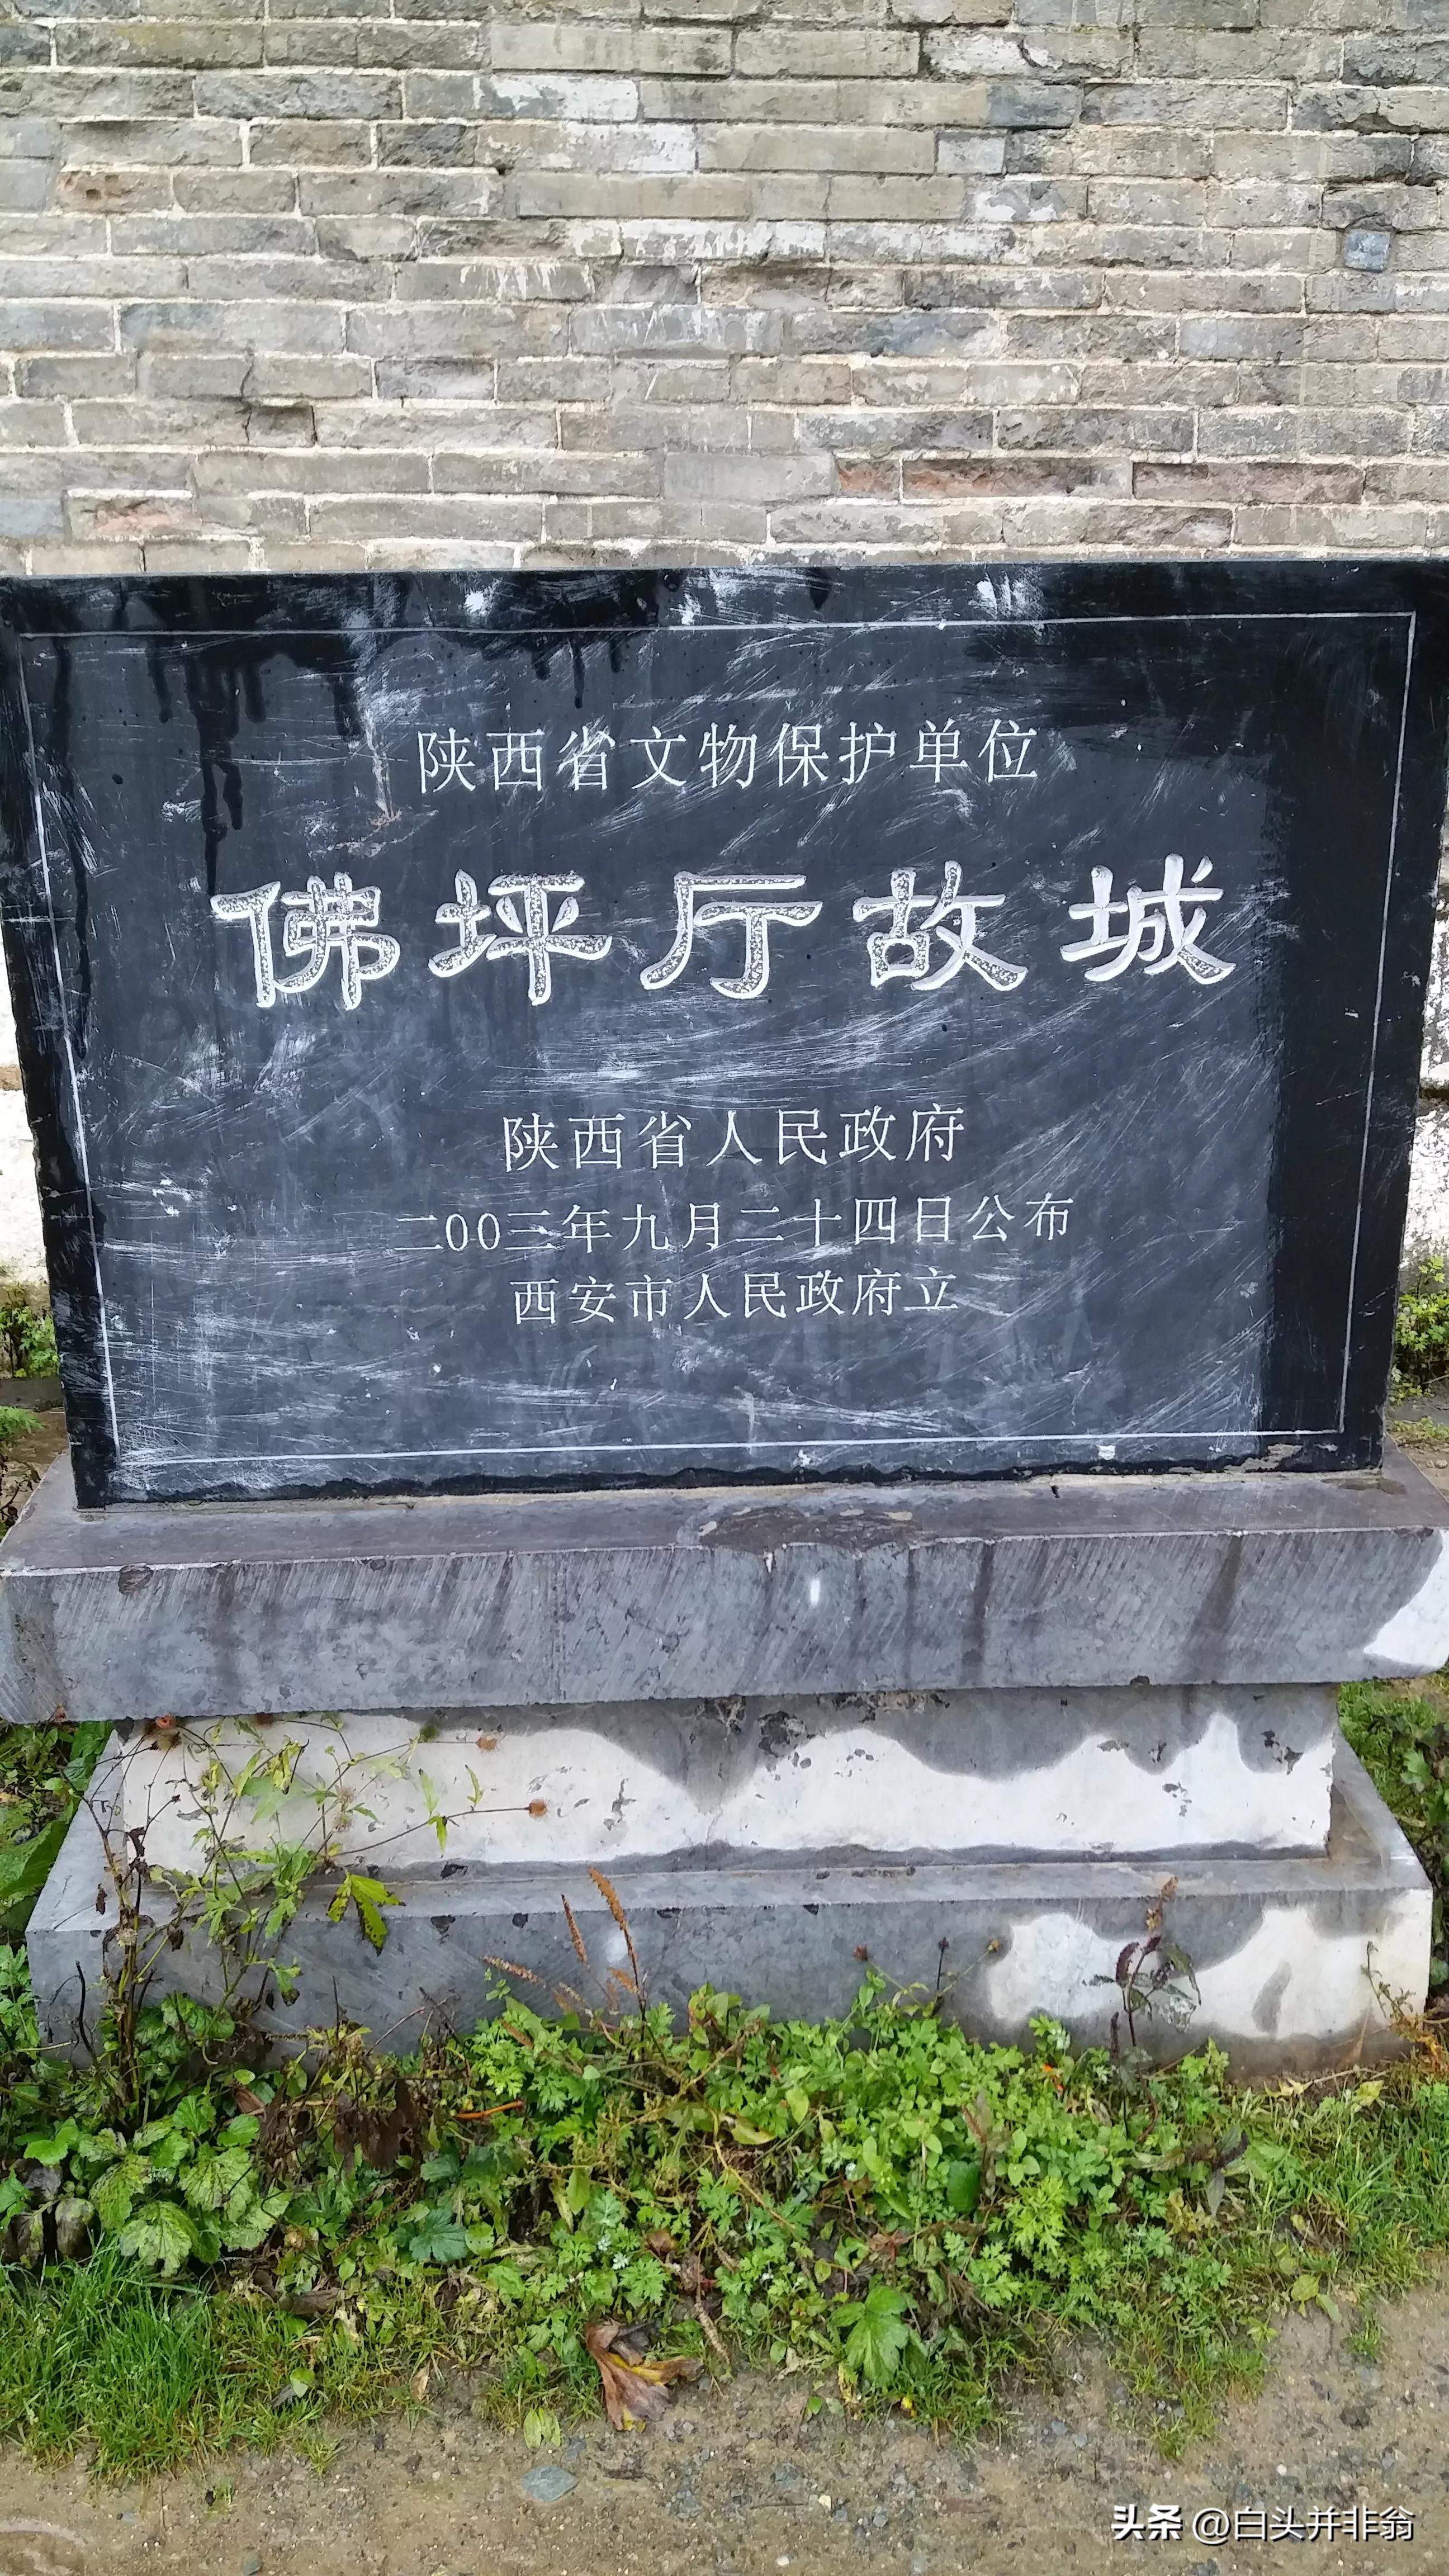 陕西省文物保护单位
佛坪厅故城
陕西省人民政府
二00三年九月二十四日公布
西安市人民政府立
头条 @白头并非翁